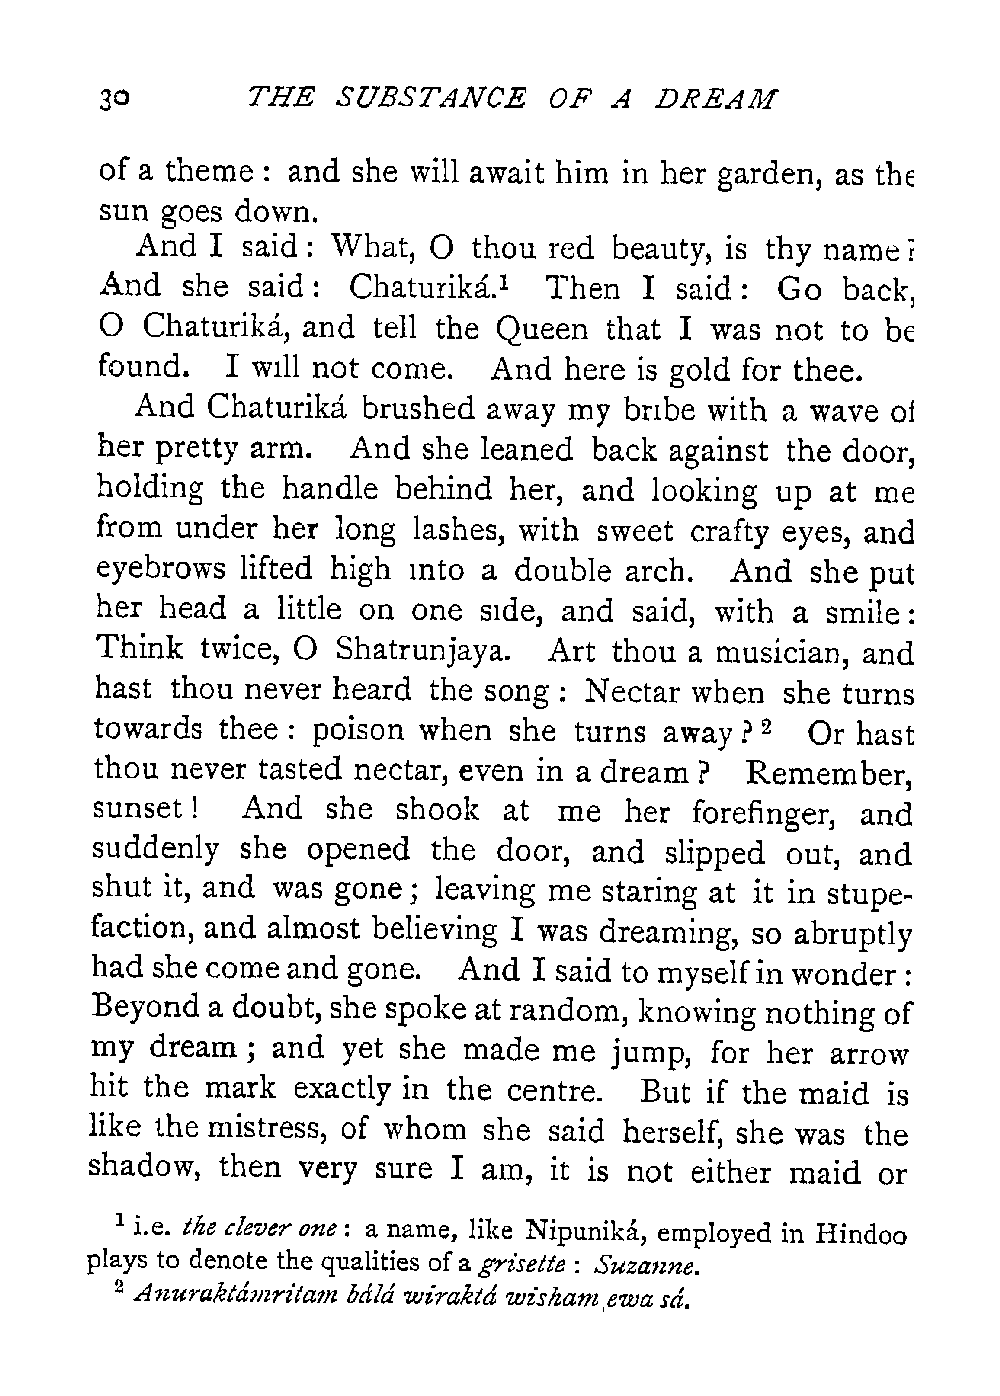 30 THE SUBSTANCE OF A DREAM
of a theme : and she will await him in her garden, as the
sun goes down.
And I said : What, O thou red beauty, is thy name ?
And she said : Chaturiká.¹ Then I said : Go back,
O Chaturiká, and tell the Queen that I was not to be
found. I will not come. And here is gold for thee.
And Chaturiká brushed away my bribe with a wave of
her pretty arm. And she leaned back against the door,
holding the handle behind her, and looking up at me
from under her long lashes, with sweet crafty eyes, and
eyebrows lifted high into a double arch. And she put
her head a little on one side, and said, with a smile :
Think twice, O Shatrunjaya. Art thou a musician, and
hast thou never heard the song : Nectar when she turns
towards thee : poison when she turns away ? ² Or hast
thou never tasted nectar, even in a dream ? Remember,
sunset ! And she shook at me her forefinger, and
suddenly she opened the door, and slipped out, and
shut it, and was gone ; leaving me staring at it in stupe-
faction, and almost believing I was dreaming, so abruptly
had she come and gone. And I said to myself in wonder :
Beyond a doubt, she spoke at random, knowing nothing of
my dream ; and yet she made me jump, for her arrow
hit the mark exactly in the centre. But if the maid is
like the mistress, of whom she said herself, she was the
shadow, then very sure I am, it is not either maid or
¹ i.e. the clever one : a name, like Nipuniká, employed in Hindoo
plays to denote the qualities of a grisette : Suzanne.
² Anuraktámritam bálá wiraktá wisham ewa sá.